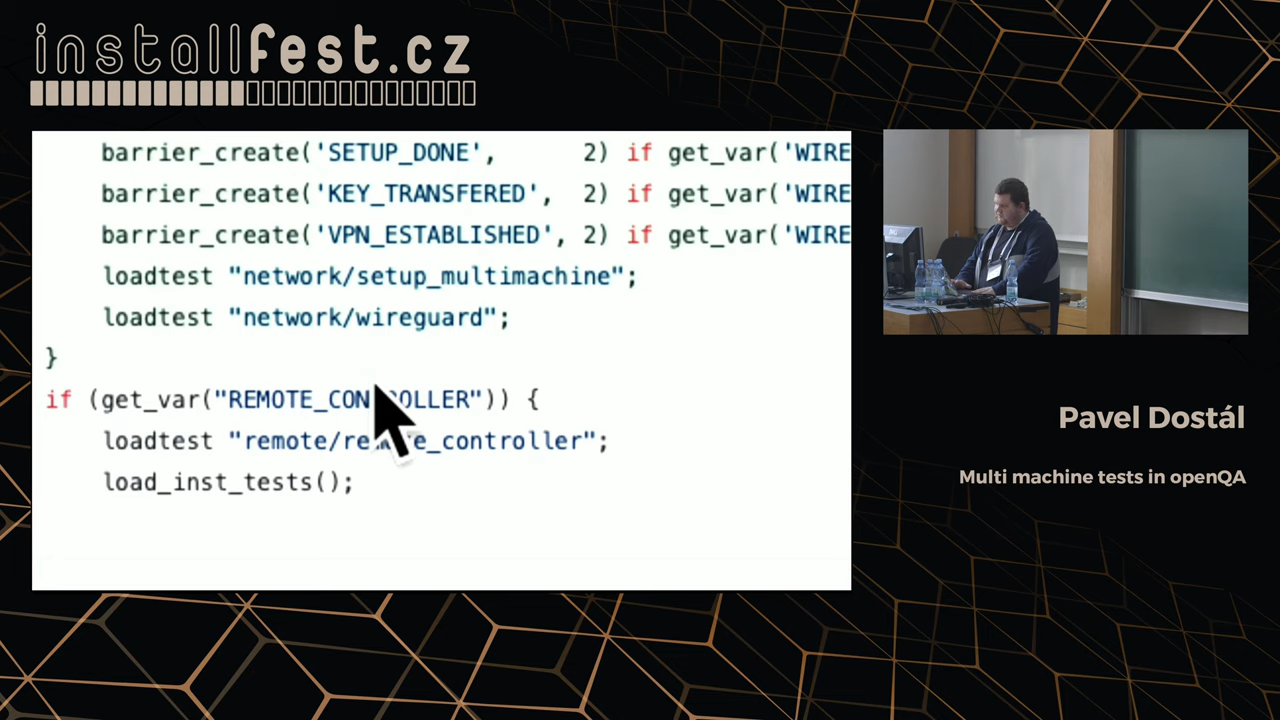 installfest.cz
barrier_create('SETUP_DONE',      2) if get_var('WIRE
barrier_create('KEY_TRANSFERED',  2) if get_var('WIRE
barrier_create('VPN_ESTABLISHED', 2) if get_var('WIRE
loadtest "network/setup_multimachine";
loadtest "network/wireguard";
}
if (get_var("REMOTE_CONTROLLER")) {
loadtest "remote/remote_controller";
load_inst_tests();
Pavel Dostál
Multi machine tests in openQA